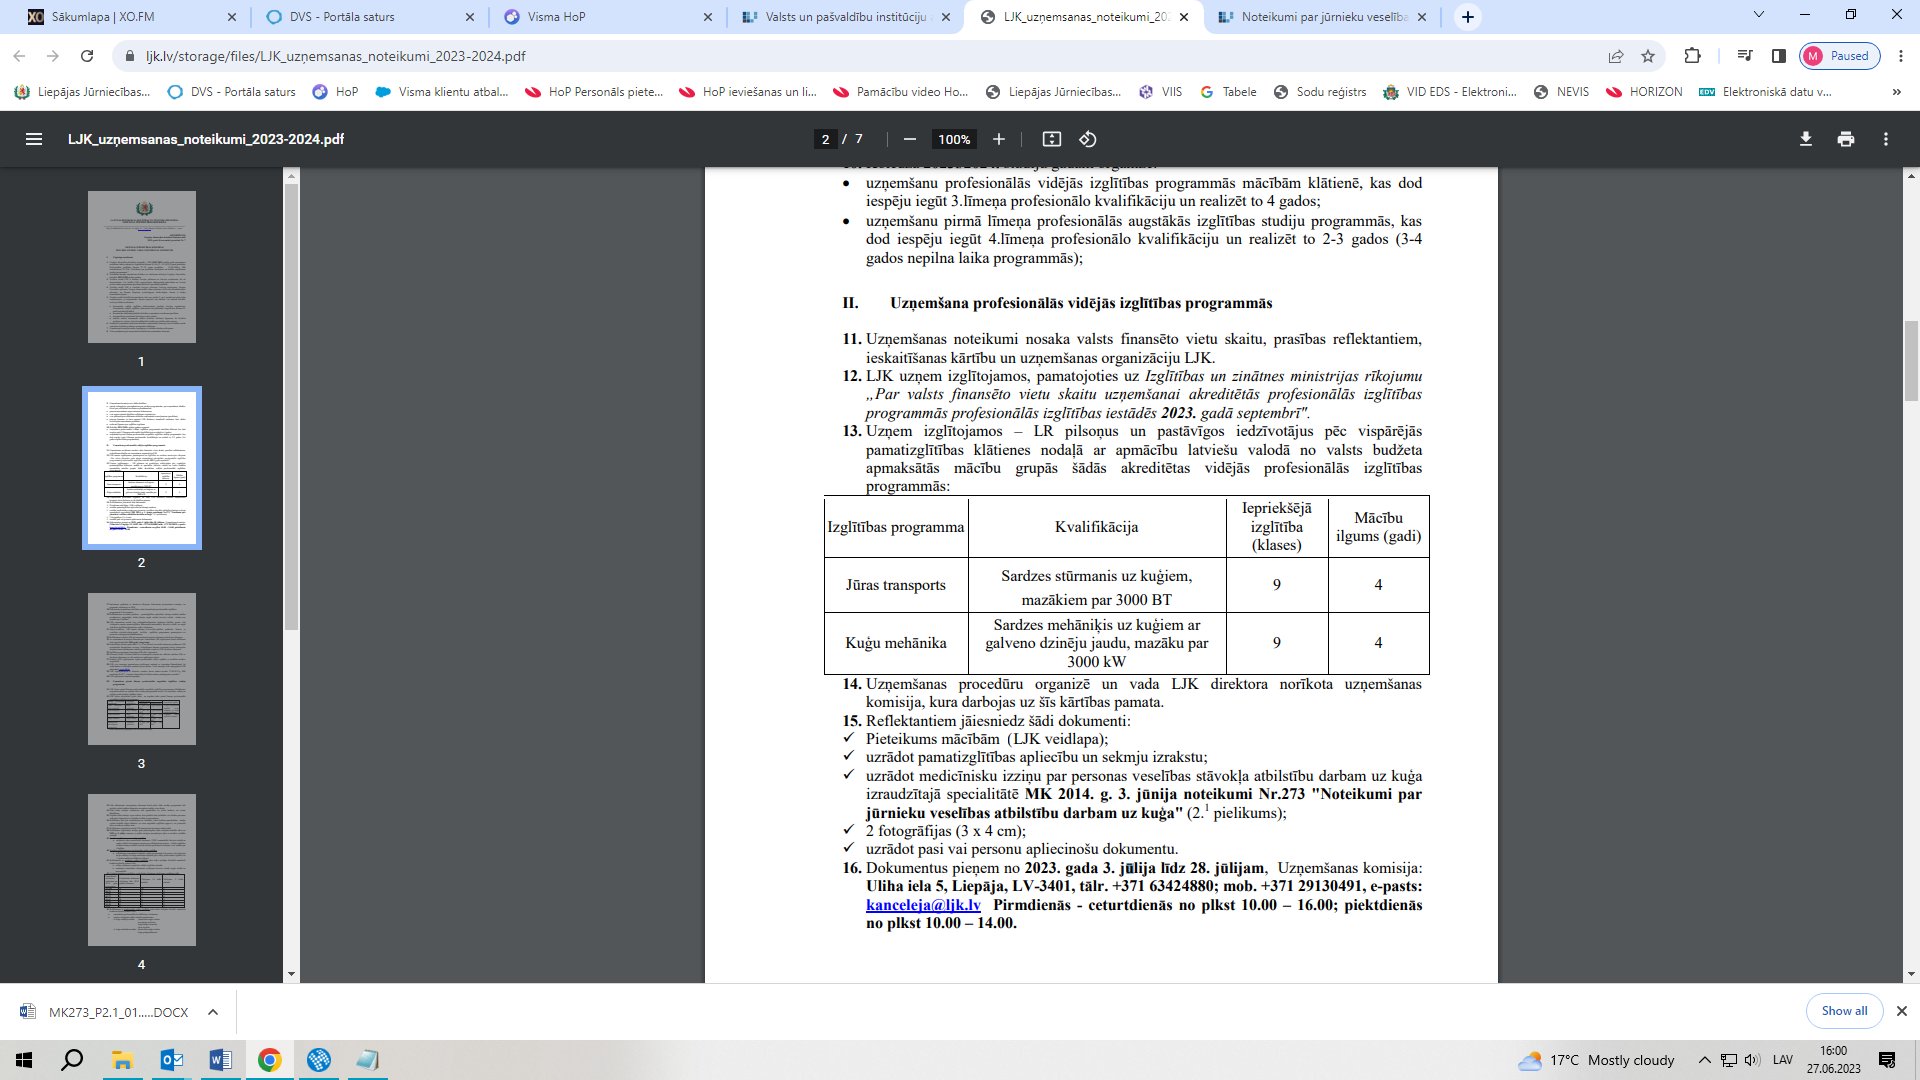 Sākumlapa | XO.FM
DVS - Portāla saturs
Visma HoP
Valsts un pašvaldību institūciju
LJK_uzņemsanas_noteikumi_202
Noteikumi par jūrnieku veselība
ljk.lv/storage/files/LJK_uzņemsanas_noteikumi_2023-2024.pdf
M Paused
Liepājas Jūrniecības...
DVS - Portāla saturs
HoP
Visma klientu atbal...
HoP Personāls piete...
HoP ieviešanas un li...
Pamācību video Ho...
Liepājas Jūrniecības...
VIIS
Tabele
Sodu reģistrs
VID EDS - Elektroni...
NEVIS
HORIZON
Elektroniskā datu v...
LJK_uzņemsanas_noteikumi_2023-2024.pdf
2 / 7
100%
1
2
3
4
• uzņemšanu profesionālās vidējās izglītības programmās mācībām klātienē, kas dod
iespēju iegūt 3.līmeņa profesionālo kvalifikāciju un realizēt to 4 gados;
• uzņemšanu pirmā līmeņa profesionālās augstākās izglītības studiju programmās, kas
dod iespēju iegūt 4.līmeņa profesionālo kvalifikāciju un realizēt to 2-3 gados (3-4
gados nepilna laika programmās);
II. Uzņemšana profesionālās vidējās izglītības programmās
11. Uzņemšanas noteikumi nosaka valsts finansēto vietu skaitu, prasības reflektantiem,
ieskaitīšanas kārtību un uzņemšanas organizāciju LJK.
12. LJK uzņem izglītojamos, pamatojoties uz Izglītības un zinātnes ministrijas rīkojumu
„Par valsts finansēto vietu skaitu uzņemšanai akreditētās profesionālās izglītības
programmās profesionālās izglītības iestādēs 2023. gadā septembrī".
13. Uzņem izglītojamos – LR pilsoņus un pastāvīgos iedzīvotājus pēc vispārējās
pamatizglītības klātienes nodaļā ar apmācību latviešu valodā no valsts budžeta
apmaksātās mācību grupās šādās akreditētas vidējās profesionālās izglītības
programmās:
Izglītības programma
Kvalifikācija
Iepriekšējā
izglītība
(klases)
Mācību
ilgums (gadi)
Jūras transports
Sardzes stūrmanis uz kuģiem,
mazākiem par 3000 BT
9
4
Kuģu mehānika
Sardzes mehāniķis uz kuģiem ar
galveno dzinēju jaudu, mazāku par
3000 kW
9
4
14. Uzņemšanas procedūru organizē un vada LJK direktora norīkota uzņemšanas
komisija, kura darbojas uz šīs kārtības pamata.
15. Reflektantiem jāiesniedz šādi dokumenti:
✓ Pieteikums mācībām (LJK veidlapa);
✓ uzrādot pamatizglītības apliecību un sekmju izrakstu;
✓ uzrādot medicīnisku izziņu par personas veselības stāvokļa atbilstību darbam uz kuģa
izraudzītajā specialitātē MK 2014. g. 3. jūnija noteikumi Nr.273 "Noteikumi par
jūrnieku veselības atbilstību darbam uz kuģa" (2.1 pielikums);
✓ 2 fotogrāfijas (3 x 4 cm);
✓ uzrādot pasi vai personu apliecinošu dokumentu.
16. Dokumentus pieņem no 2023. gada 3. jūlija līdz 28. jūlijam, Uzņemšanas komisija:
Uliha iela 5, Liepāja, LV-3401, tālr. +371 63424880; mob. +371 29130491, e-pasts:
kanceleja@ljk.lv Pirmdienās - ceturtdienās no plkst 10.00 – 16.00; piektdienās
no plkst 10.00 – 14.00.
MK273_P2.1_01.....DOCX
Show all
17°C Mostly cloudy
LAV
16:00
27.06.2023